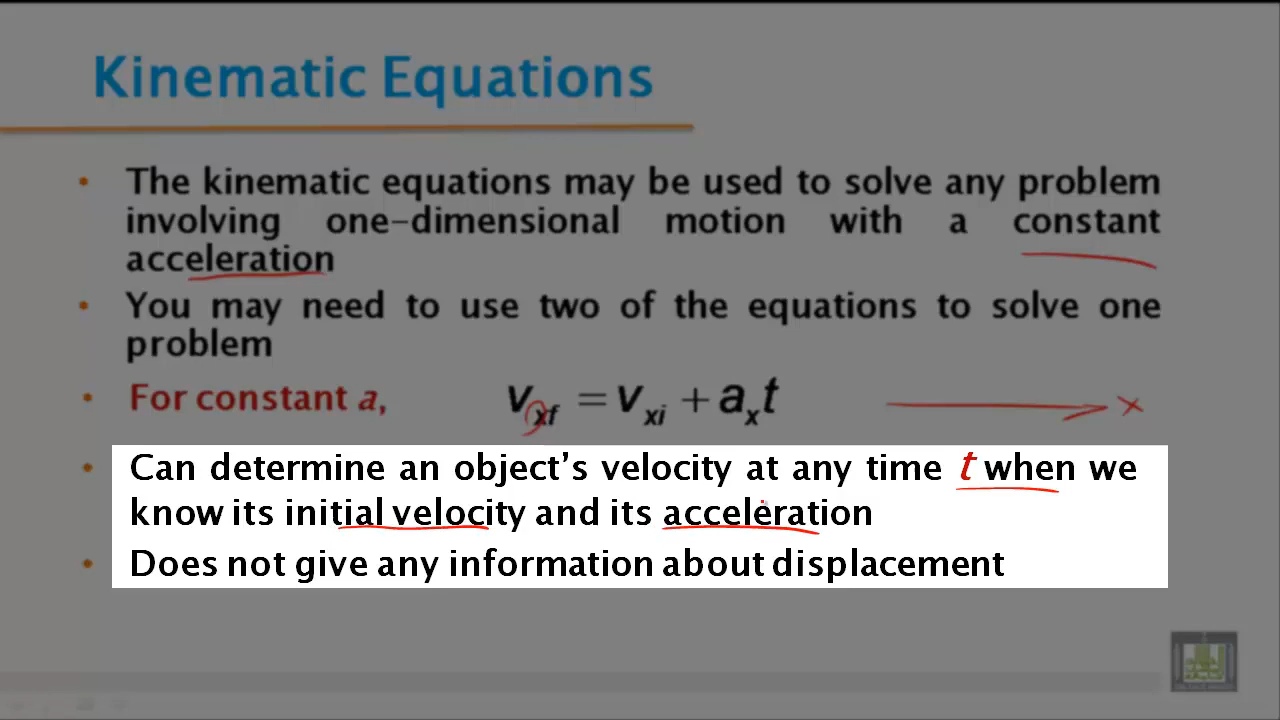 Kinematic Equations
• The kinematic equations may be used to solve any problem
involving one-dimensional motion with a constant
acceleration
• You may need to use two of the equations to solve one
problem
• For constant a, vxf = vxi + axt x
• Can determine an object’s velocity at any time t when we
know its initial velocity and its acceleration
• Does not give any information about displacement